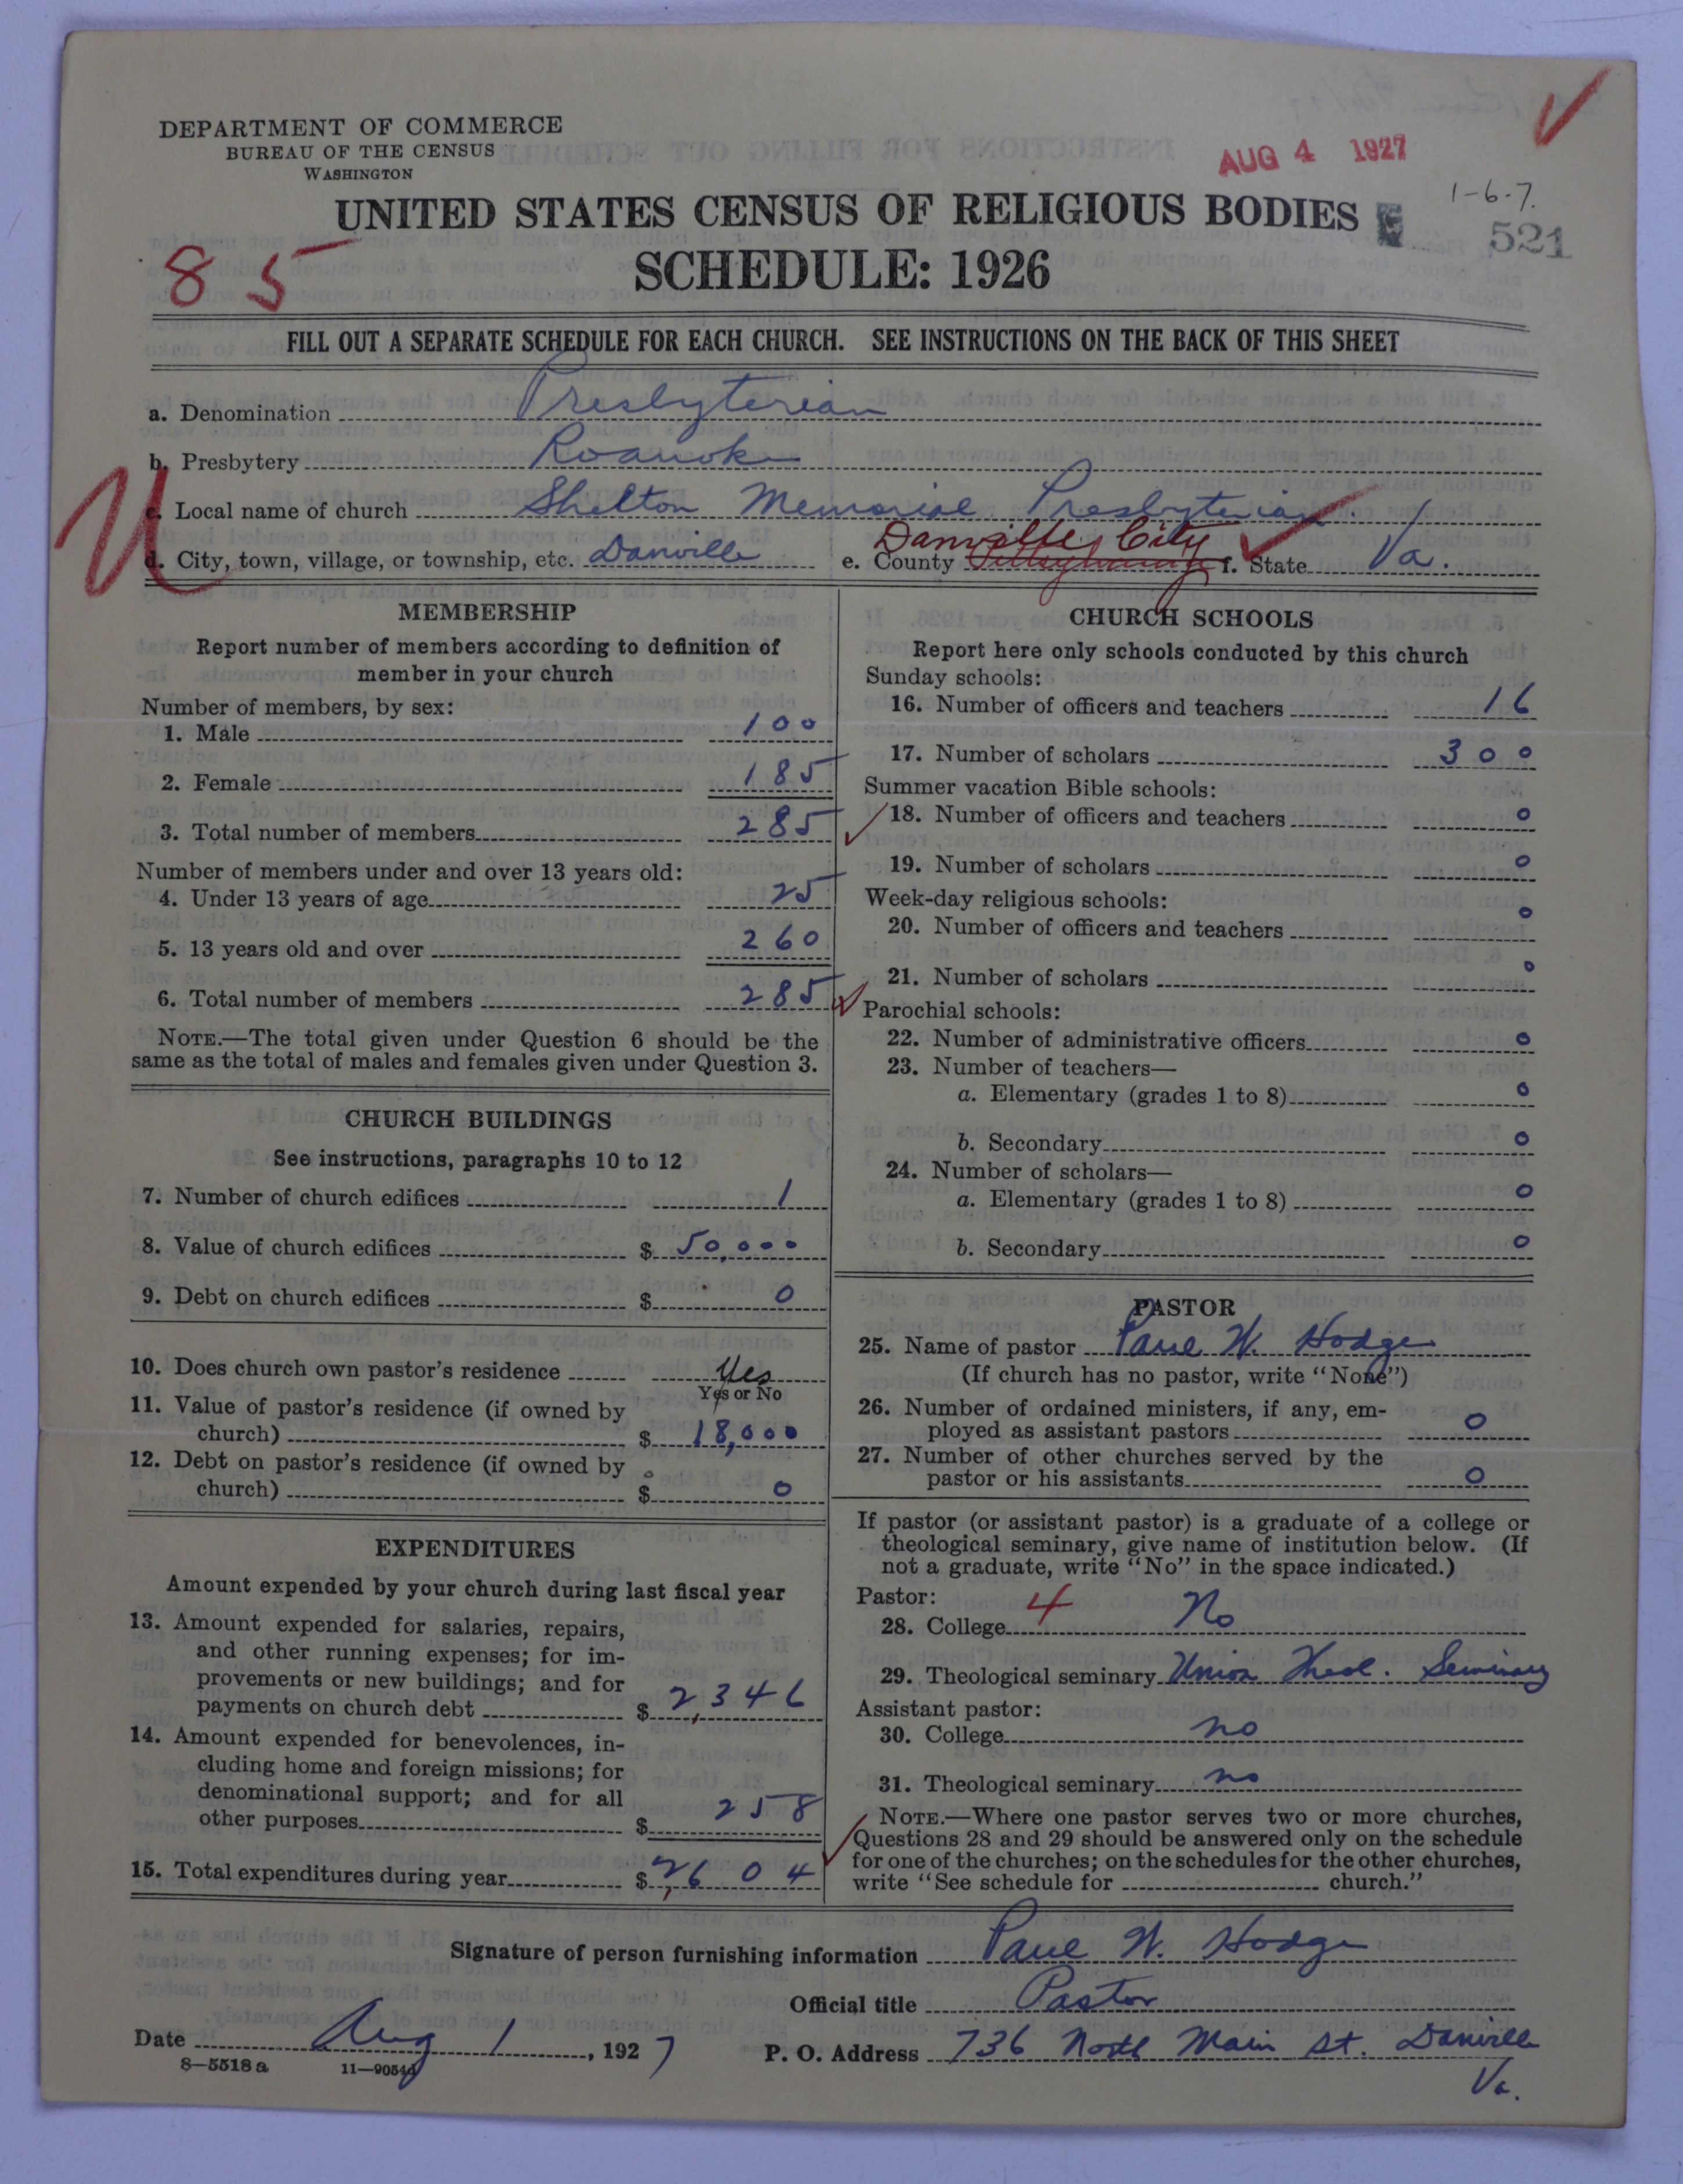 DEPARTMENT OF COMMERCE
BUREAU OF THE CENSUS
WASHINGTON
AUG 4 1927
1-6-7.
UNITED STATES CENSUS OF RELIGIOUS BODIES
521
85
SCHEDULE: 1926
FILL OUT A SEPARATE SCHEDULE FOR EACH CHURCH. SEE INSTRUCTIONS ON THE BACK OF THIS SHEET
a. Denomination Presbyterian
b. Presbytery Roanoke
c. Local name of church Shelton Memorial Presbyterian.
d. City, town, village, or township, etc. Danville e. County Danville City Pittsylvania f. State Va.
MEMBERSHIP
Report number of members according to definition of
member in your church
Number of members, by sex:
1. Male 100
2. Female 185
3. Total number of members 285
Number of members under and over 13 years old:
4. Under 13 years of age 25
5. 13 years old and over 260
6. Total number of members 285
NOTE.—The total given under Question 6 should be the
same as the total of males and females given under Question 3.
CHURCH BUILDINGS
See instructions, paragraphs 10 to 12
7. Number of church edifices 1
8. Value of church edifices $ 50,000
9. Debt on church edifices $ 0
10. Does church own pastor's residence Yes
Yes or No
11. Value of pastor's residence (if owned by
church) $ 18,000
12. Debt on pastor's residence (if owned by
church) $ 0
EXPENDITURES
Amount expended by your church during last fiscal year
13. Amount expended for salaries, repairs,
and other running expenses; for im-
provements or new buildings; and for
payments on church debt $ 2,346
14. Amount expended for benevolences, in-
cluding home and foreign missions; for
denominational support; and for all
other purposes $ 258
15. Total expenditures during year $ 2,604
CHURCH SCHOOLS
Report here only schools conducted by this church
Sunday schools:
16. Number of officers and teachers 16
17. Number of scholars 300
Summer vacation Bible schools:
18. Number of officers and teachers 0
19. Number of scholars 0
Week-day religious schools:
20. Number of officers and teachers 0
21. Number of scholars 0
Parochial schools:
22. Number of administrative officers 0
23. Number of teachers—
a. Elementary (grades 1 to 8) 0
b. Secondary 0
24. Number of scholars—
a. Elementary (grades 1 to 8) 0
b. Secondary 0
PASTOR
25. Name of pastor Paul W. Hodge
(If church has no pastor, write "None")
26. Number of ordained ministers, if any, em-
ployed as assistant pastors 0
27. Number of other churches served by the
pastor or his assistants 0
If pastor (or assistant pastor) is a graduate of a college or
theological seminary, give name of institution below. (If
not a graduate, write "No" in the space indicated.)
Pastor: 4
28. College No
29. Theological seminary Union Theol. Seminary
Assistant pastor:
30. College no
31. Theological seminary no
NOTE.—Where one pastor serves two or more churches,
Questions 28 and 29 should be answered only on the schedule
for one of the churches; on the schedules for the other churches,
write "See schedule for church."
Signature of person furnishing information Paul W. Hodge
Official title Pastor
Date Aug 1, 1927 P. O. Address 736 North Main St. Danville
Va.
8—5518 a 11—9054d